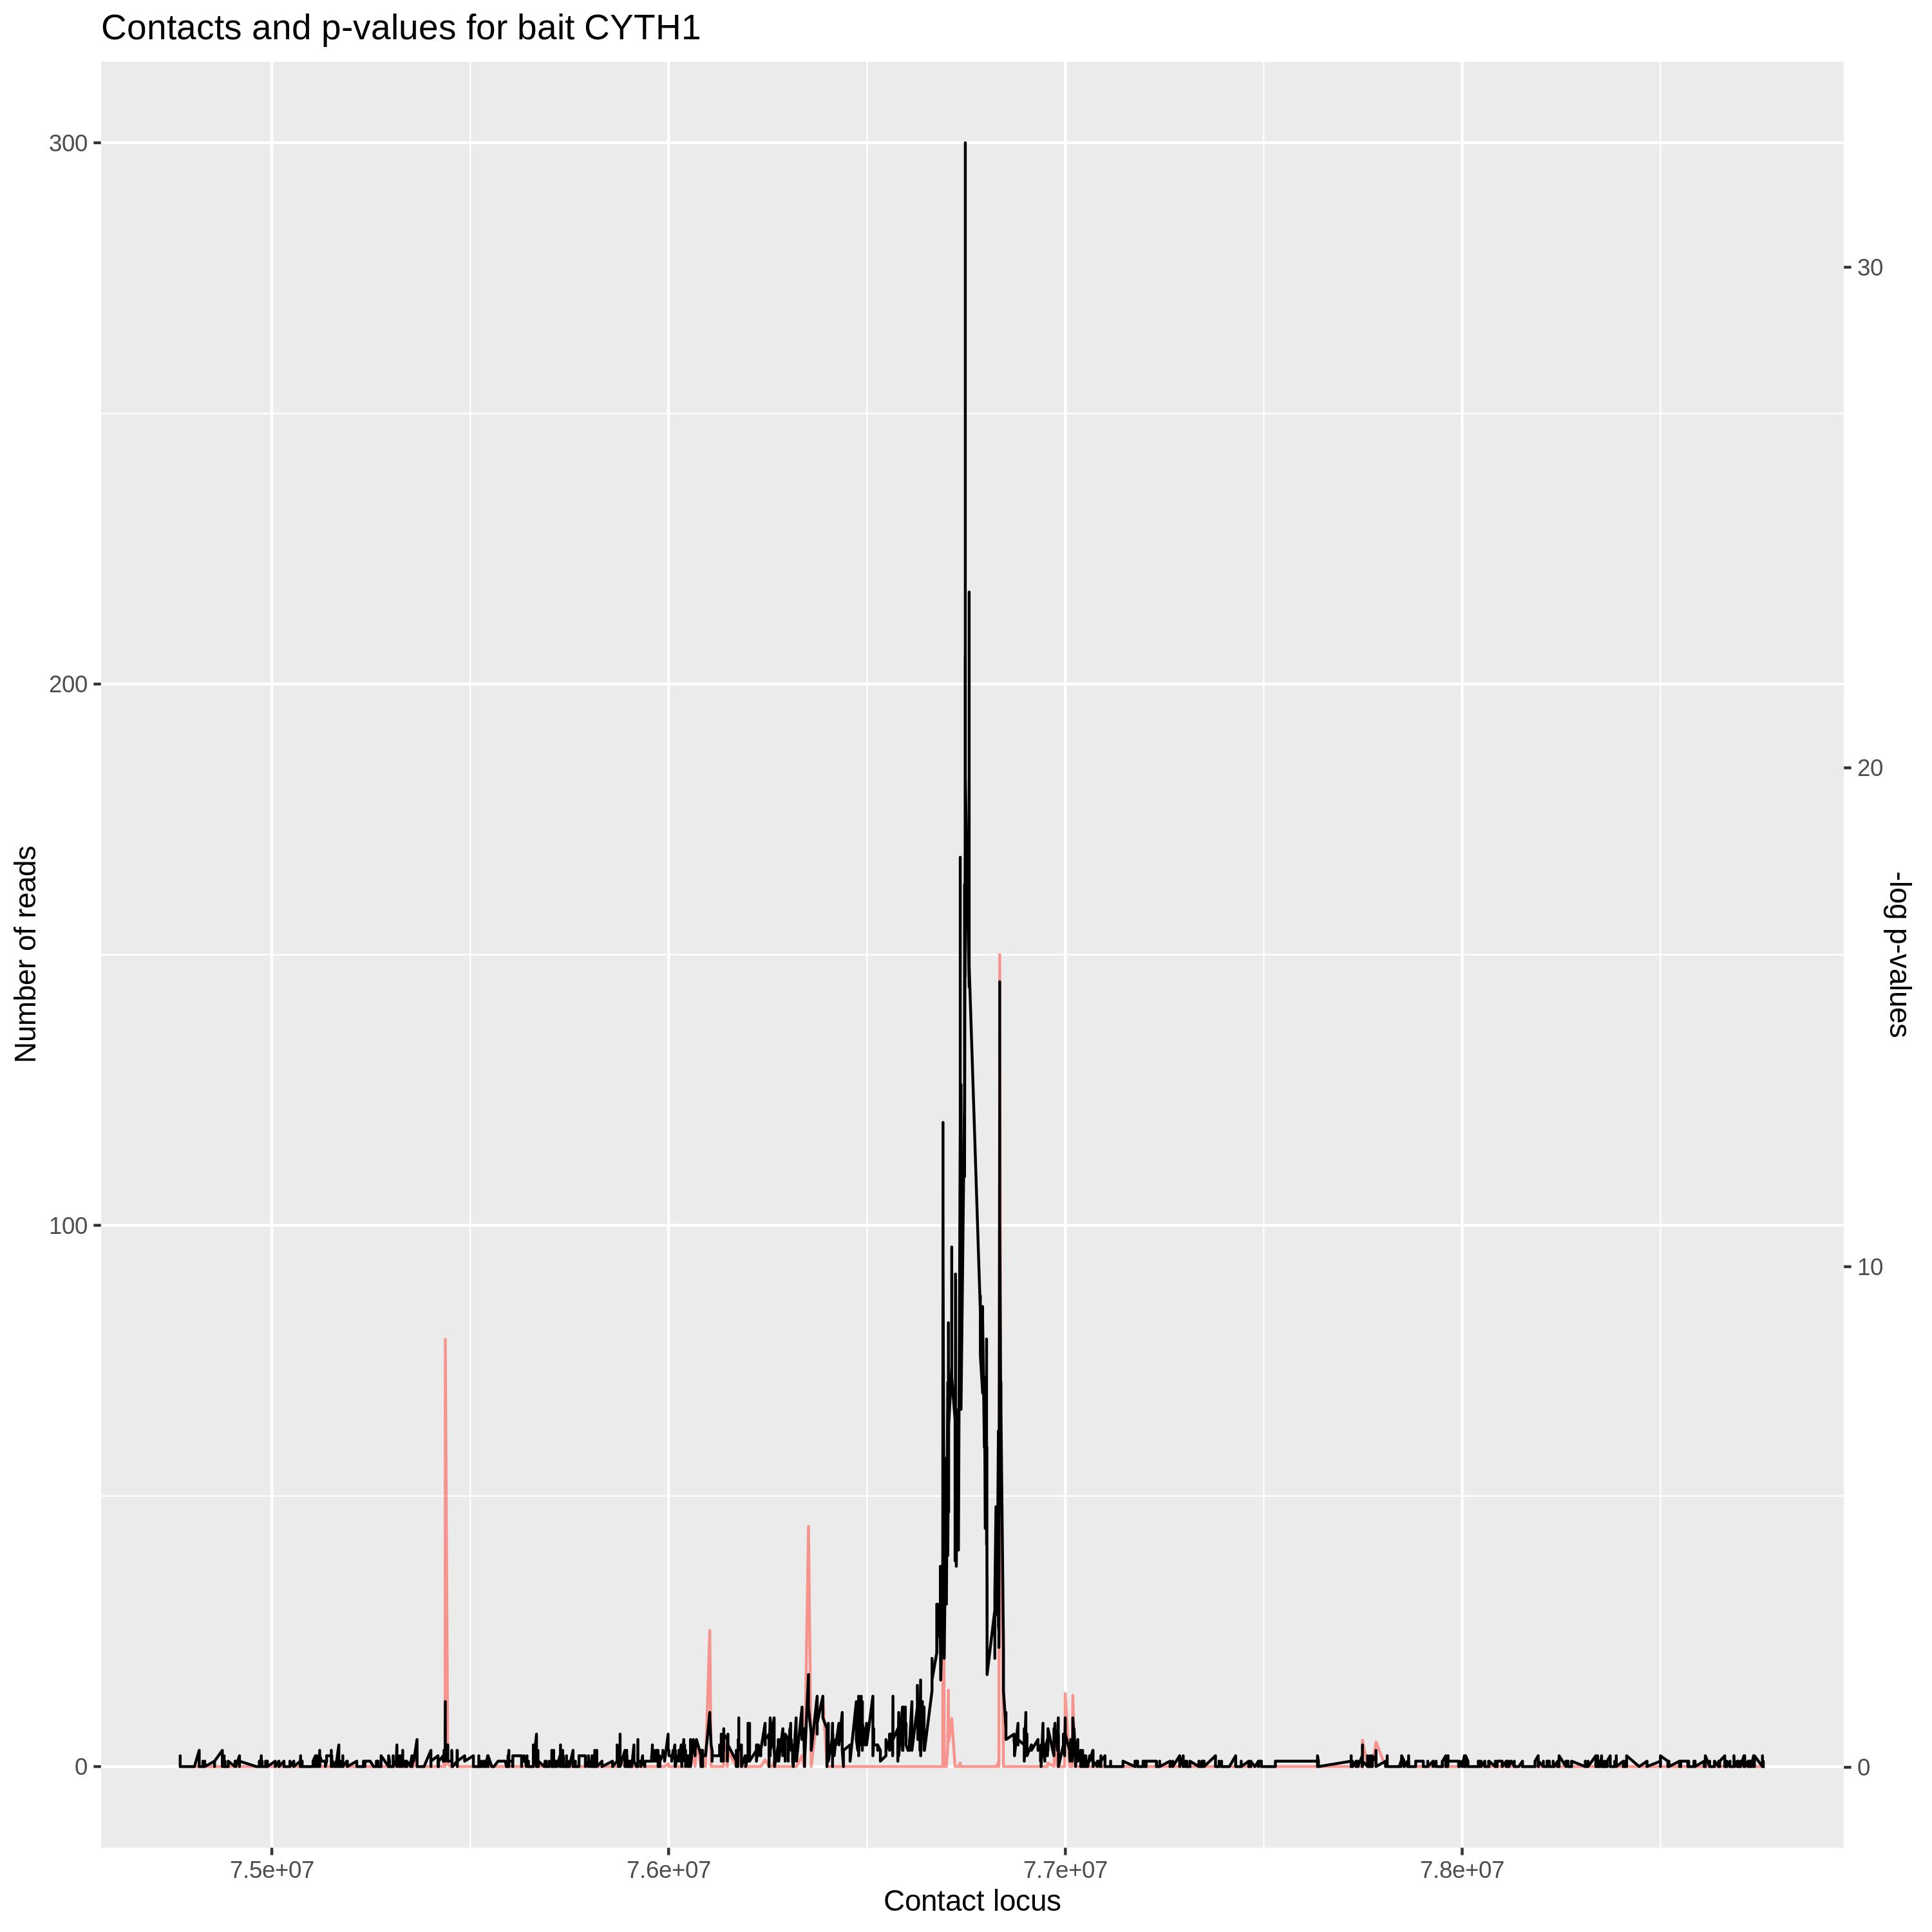 Contacts and p-values for bait CYTH1
300
200
100
0
Number of reads
30
20
10
0
-log p-values
7.5e+07
7.6e+07
7.7e+07
7.8e+07
Contact locus